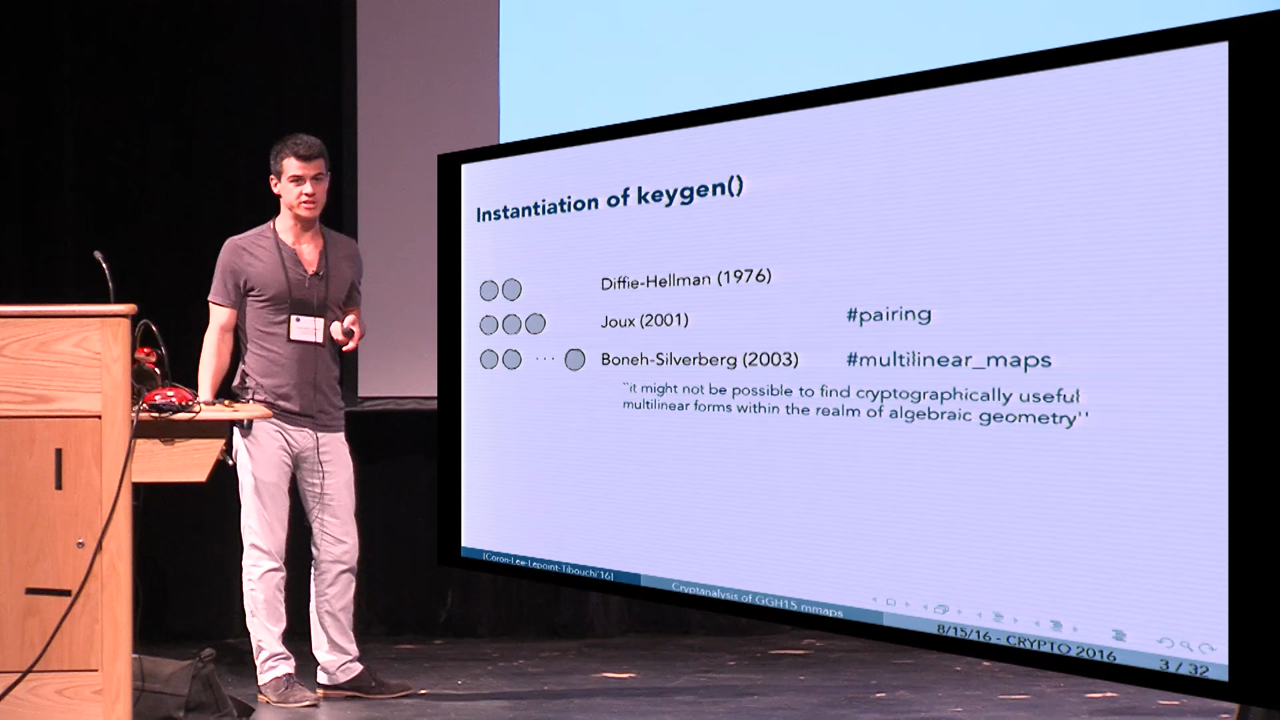 Instantiation of keygen()
Diffie-Hellman (1976)
Joux (2001) #pairing
... Boneh-Silverberg (2003) #multilinear_maps
``it might not be possible to find cryptographically useful
multilinear forms within the realm of algebraic geometry''
[Coron-Lee-Lepoint-Tibouchi'16]
Cryptanalysis of GGH15 mmaps
8/15/16 - CRYPTO 2016
3 / 32